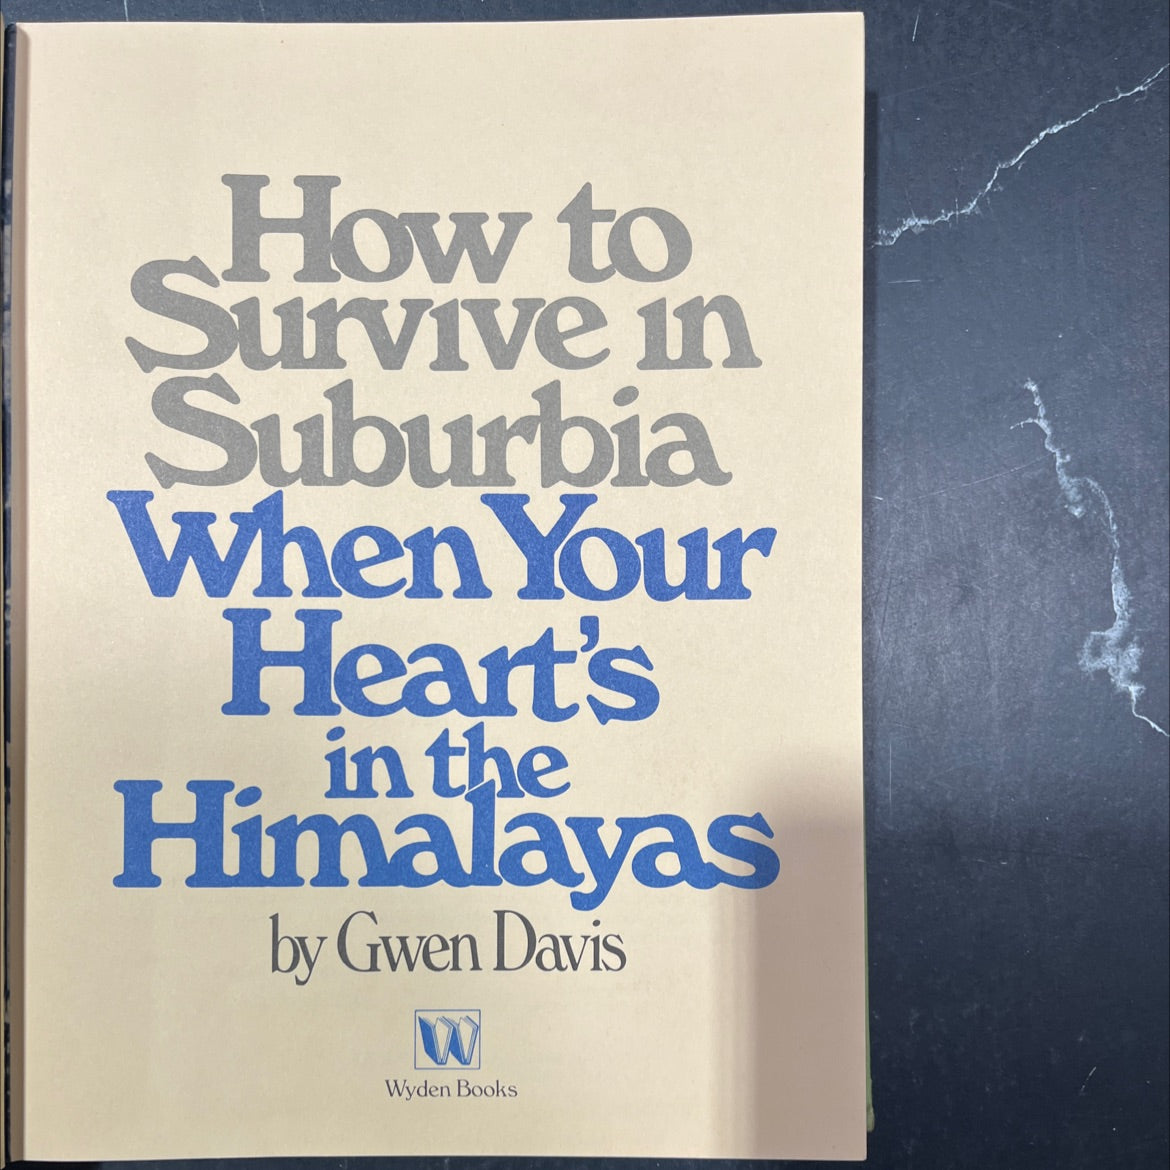 How to
Survive in
Suburbia
When Your
Heart's
in the
Himalayas
by Gwen Davis
W
Wyden Books